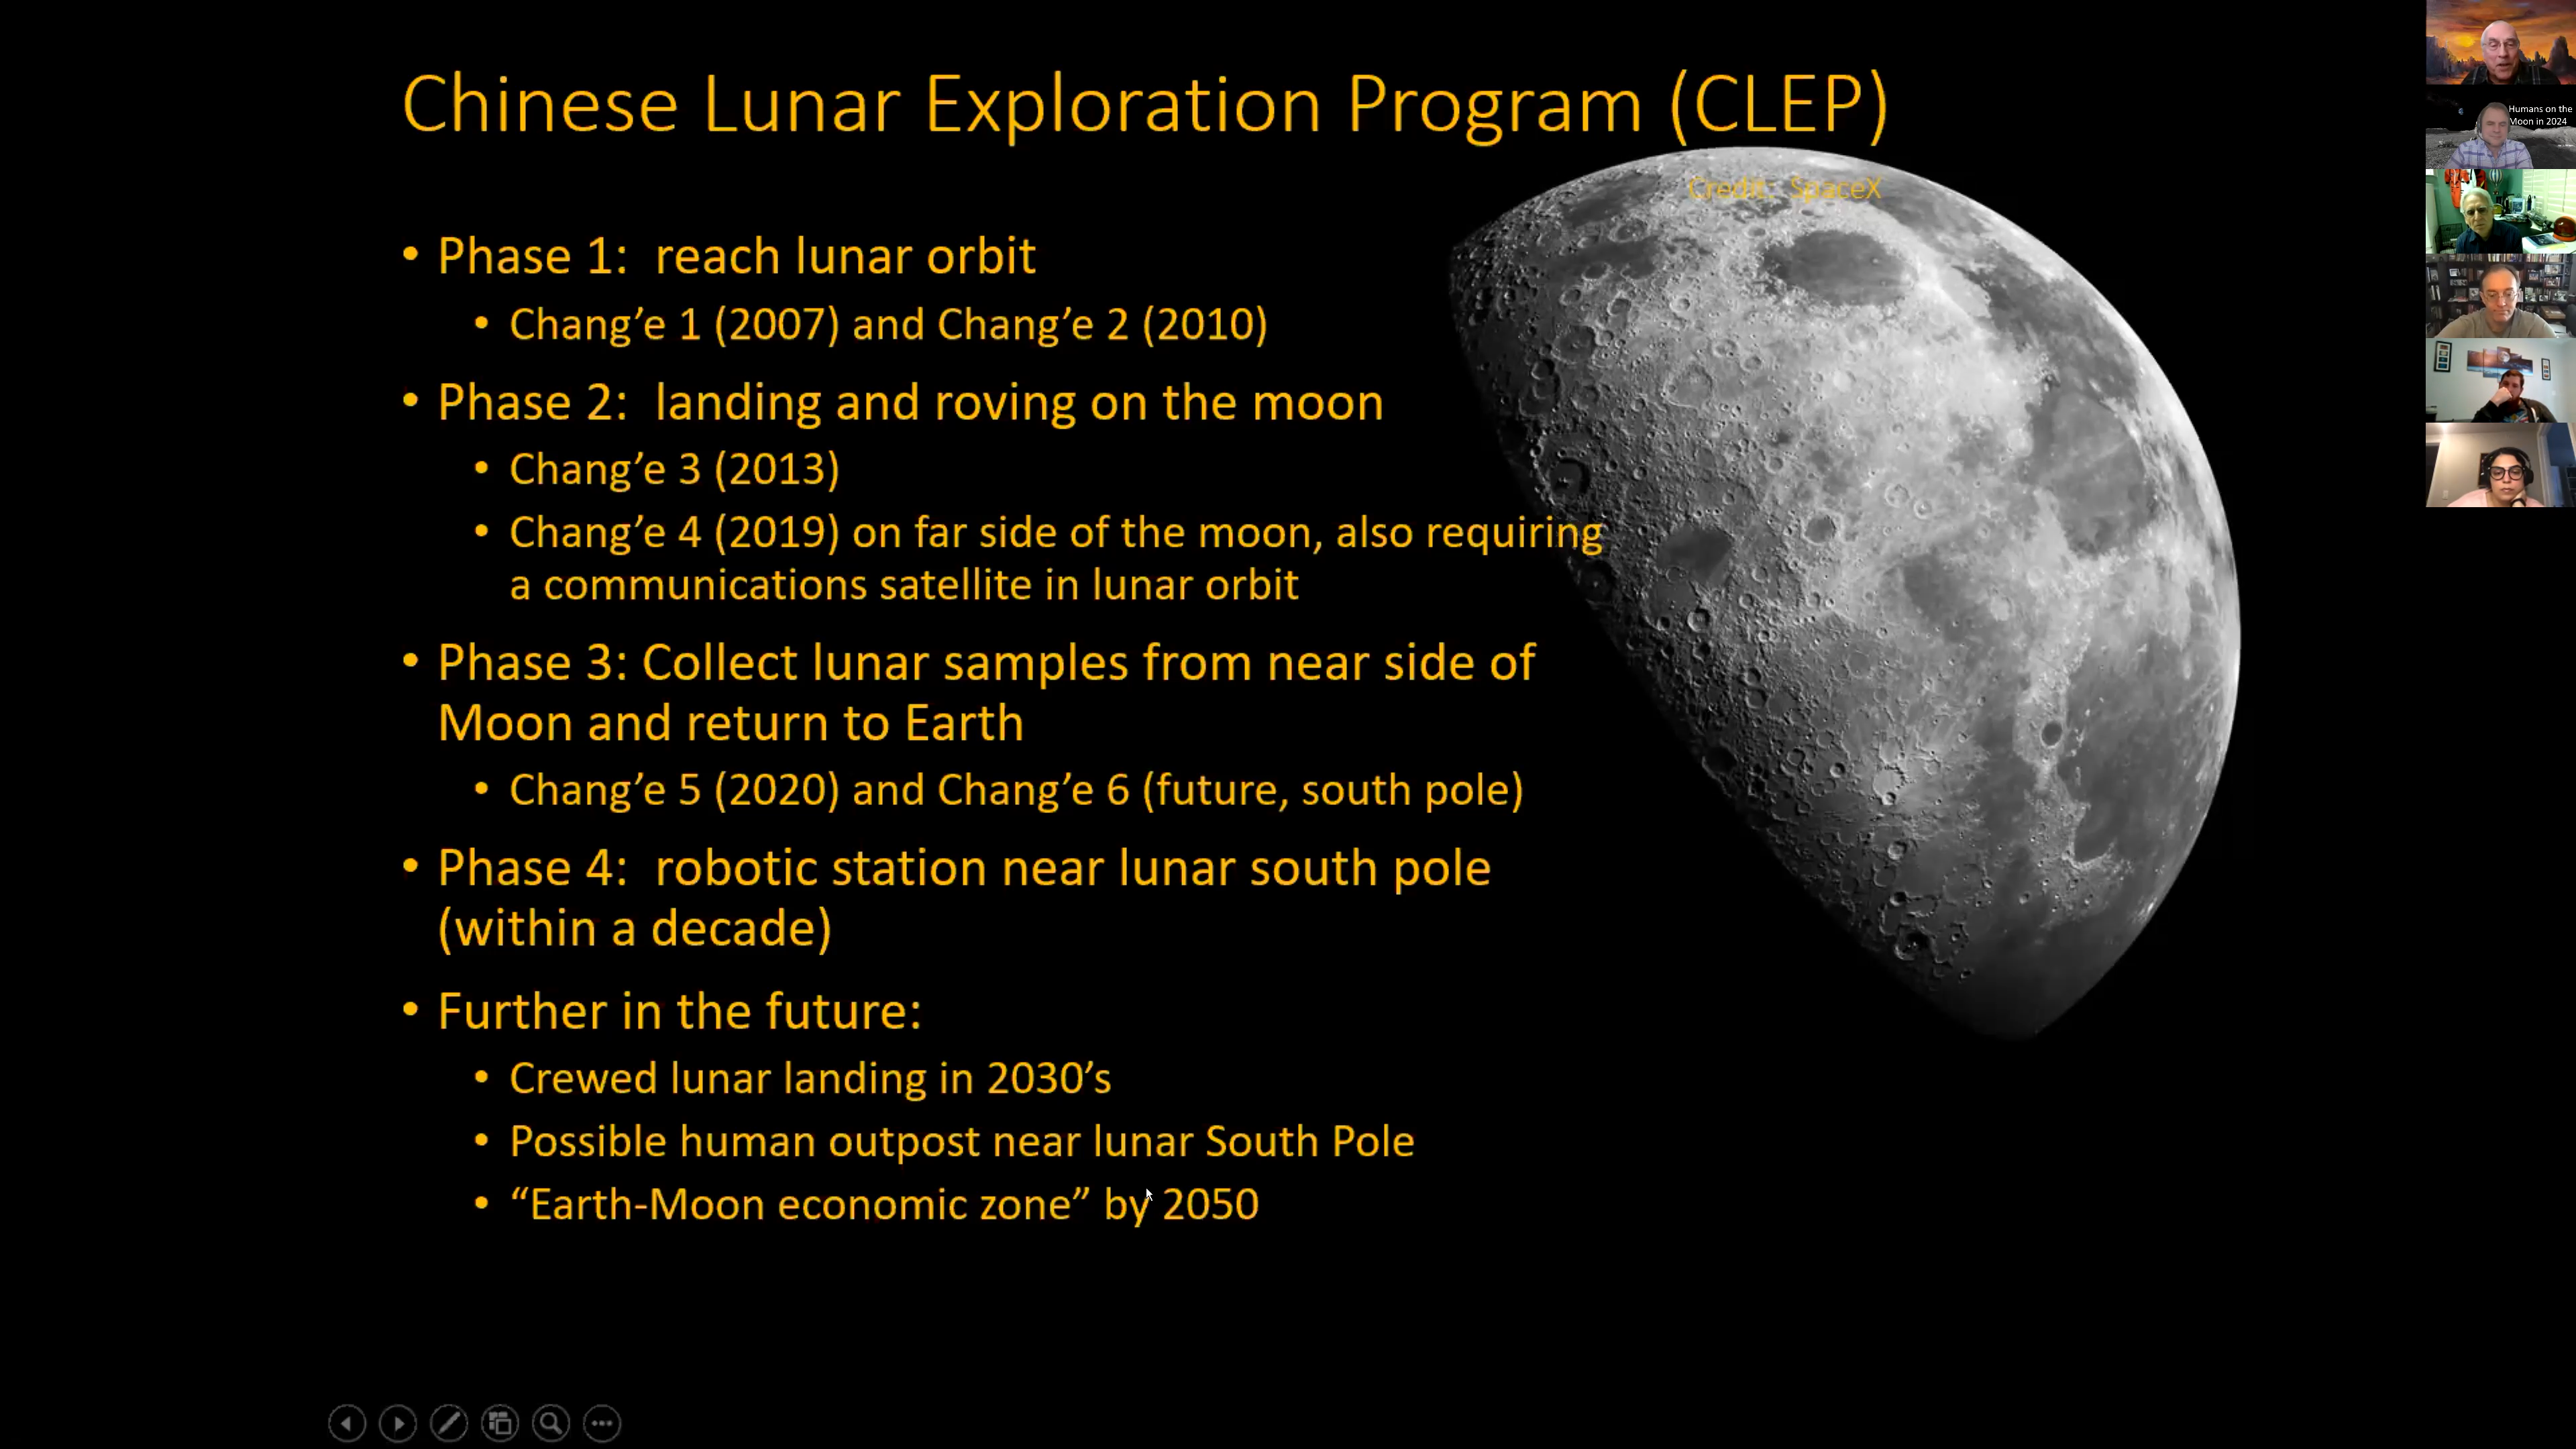 Chinese Lunar Exploration Program (CLEP)
Credit: SpaceX
• Phase 1:  reach lunar orbit
• Chang’e 1 (2007) and Chang’e 2 (2010)
• Phase 2:  landing and roving on the moon
• Chang’e 3 (2013)
• Chang’e 4 (2019) on far side of the moon, also requiring
a communications satellite in lunar orbit
• Phase 3: Collect lunar samples from near side of
Moon and return to Earth
• Chang’e 5 (2020) and Chang’e 6 (future, south pole)
• Phase 4:  robotic station near lunar south pole
(within a decade)
• Further in the future:
• Crewed lunar landing in 2030’s
• Possible human outpost near lunar South Pole
• “Earth-Moon economic zone” by 2050
Humans on the
Moon in 2024